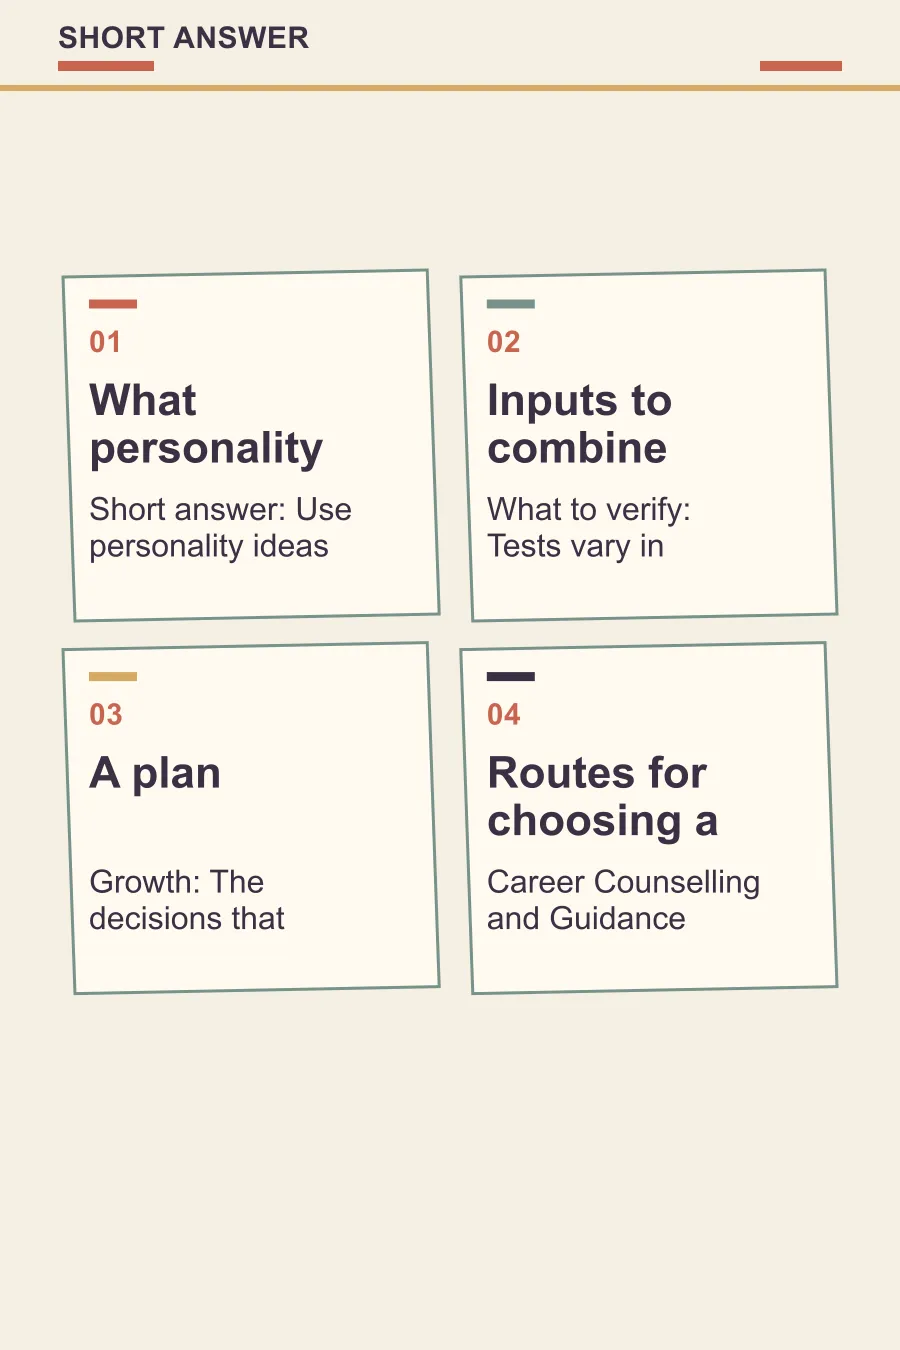 SHORT ANSWER
01
What
personality
Short answer: Use
personality ideas
02
Inputs to
combine
What to verify:
Tests vary in
03
A plan
Growth: The
decisions that
04
Routes for
choosing a
Career Counselling
and Guidance